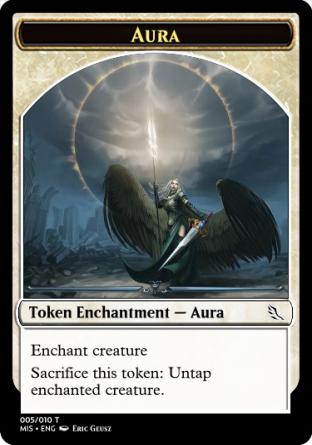 AURA
Token Enchantment — Aura
Enchant creature
Sacrifice this token: Untap
enchanted creature.
005/010 T
MIS • ENG ERIC GEUSZ